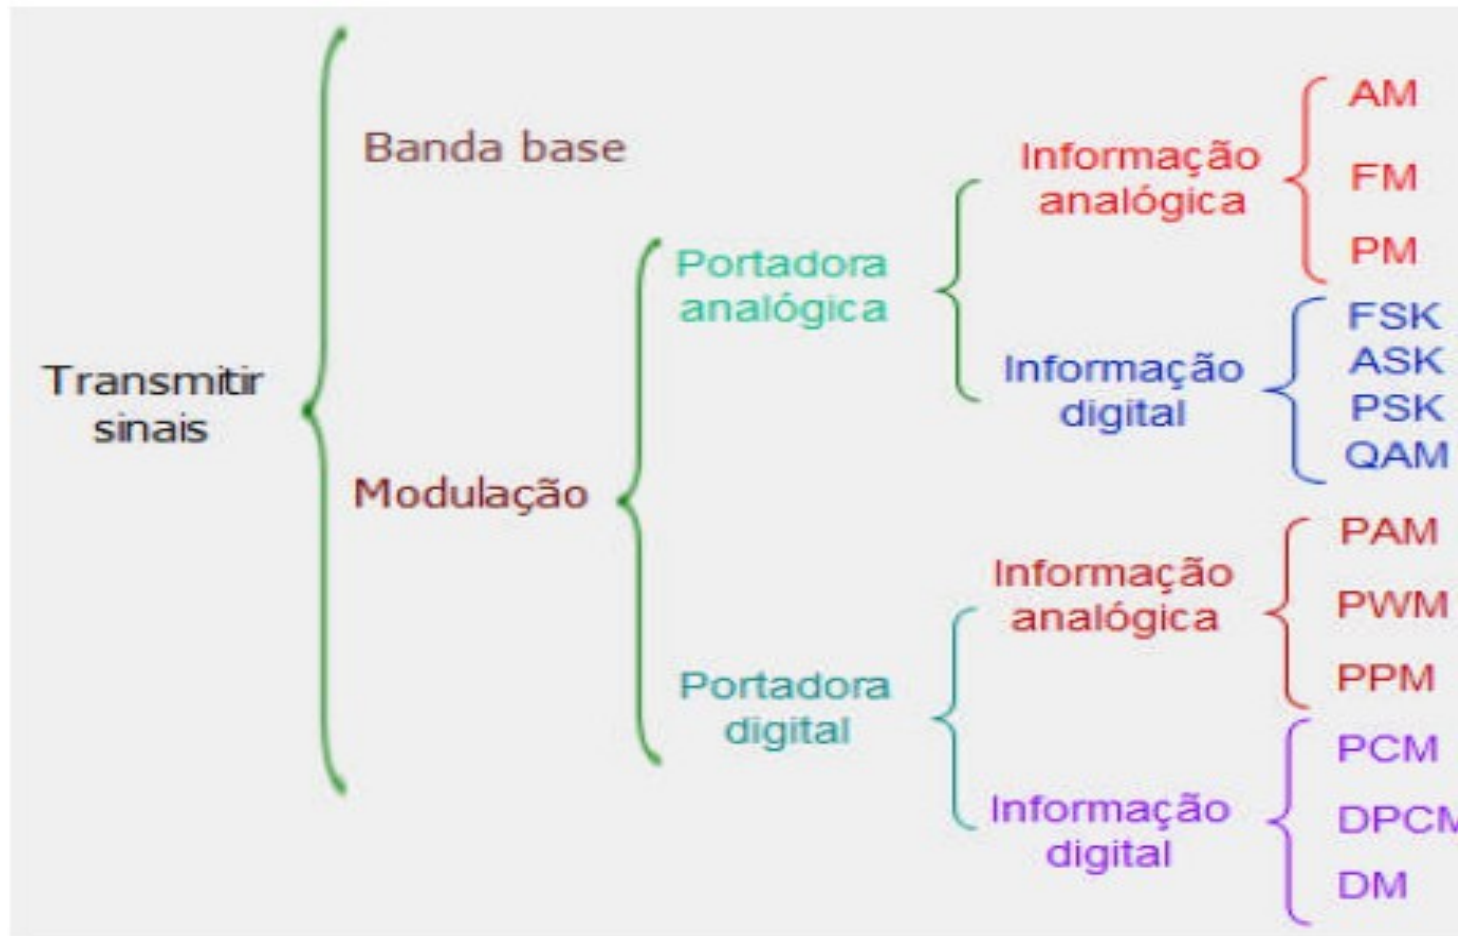 Transmitir
sinais
Banda base
Modulação
Portadora
analógica
Informação
analógica
AM
FM
PM
Informação
digital
FSK
ASK
PSK
QAM
Portadora
digital
Informação
analógica
PAM
PWM
PPM
Informação
digital
PCM
DPCM
DM